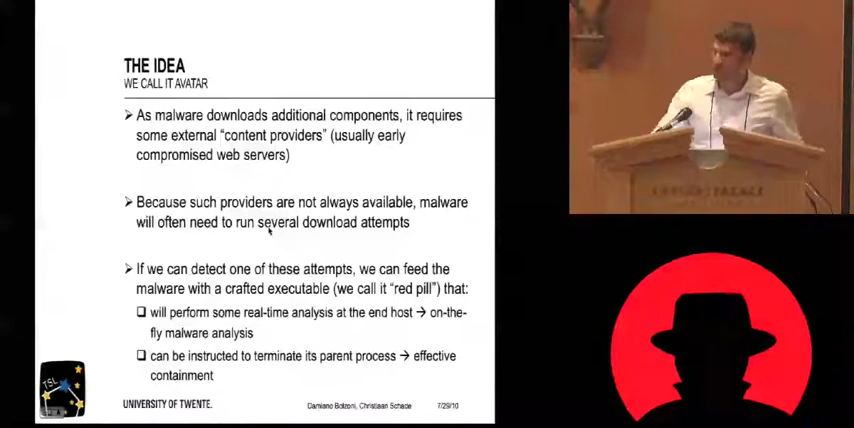 THE IDEA
WE CALL IT AVATAR
➢ As malware downloads additional components, it requires
some external “content providers” (usually early
compromised web servers)
➢ Because such providers are not always available, malware
will often need to run several download attempts
➢ If we can detect one of these attempts, we can feed the
malware with a crafted executable (we call it “red pill”) that:
❑ will perform some real-time analysis at the end host → on-the-
fly malware analysis
❑ can be instructed to terminate its parent process → effective
containment
TSL
UNIVERSITY OF TWENTE.
Damiano Bolzoni, Christiaan Schade
7/29/10
CAESARS PALACE